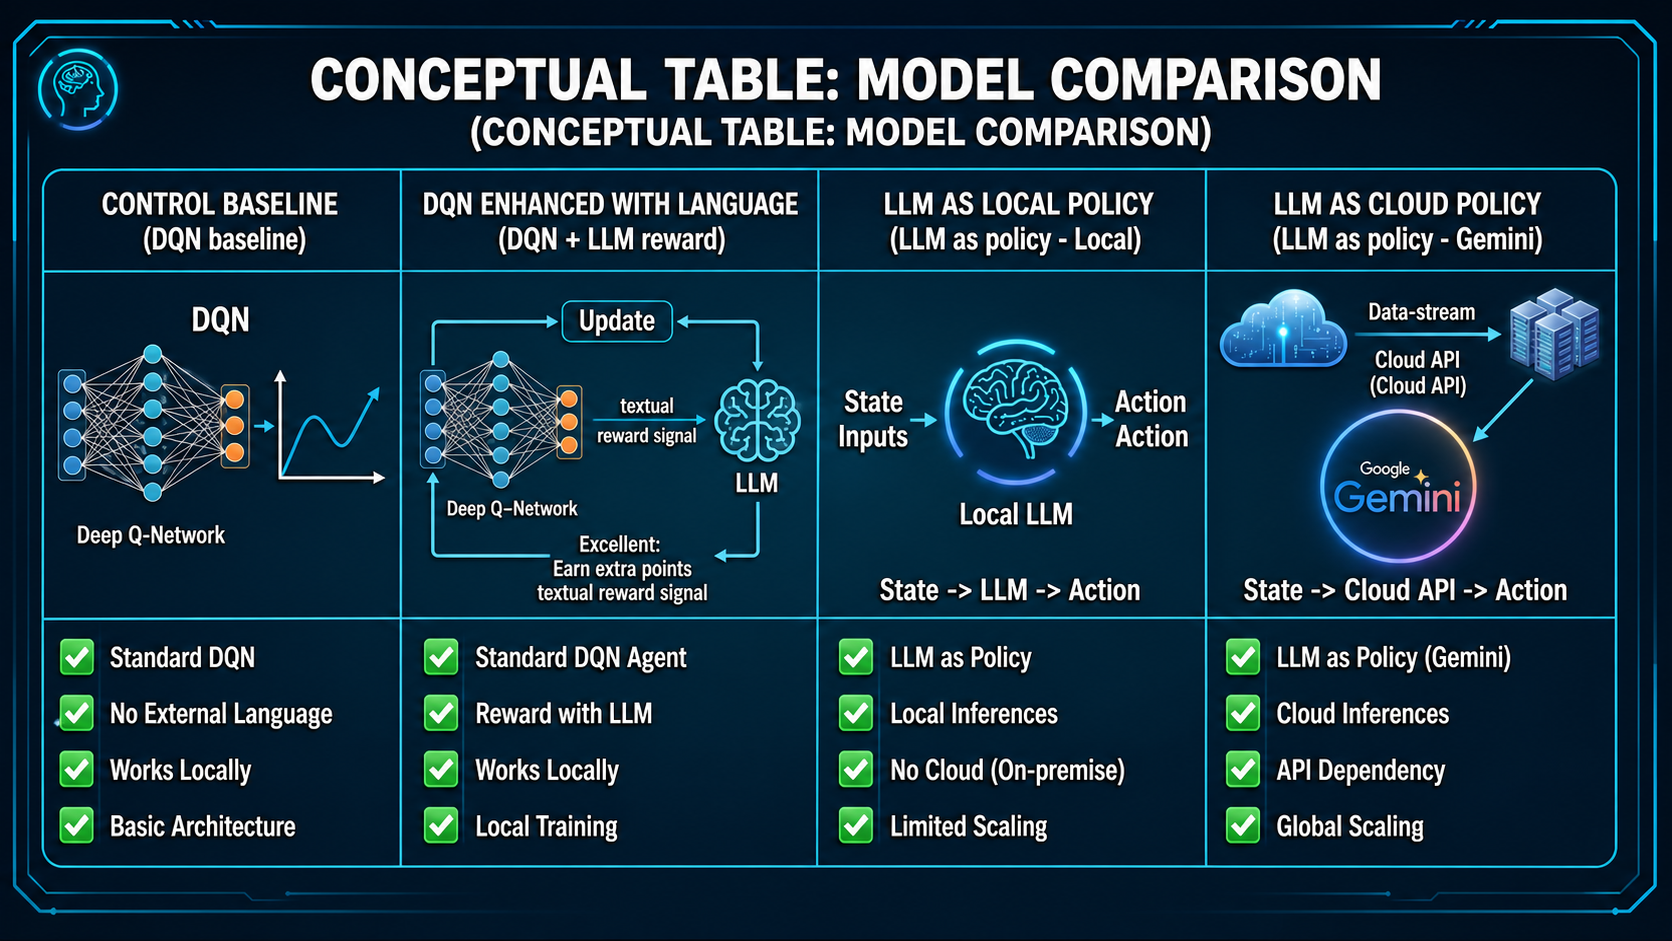 CONCEPTUAL TABLE: MODEL COMPARISON
(CONCEPTUAL TABLE: MODEL COMPARISON)
CONTROL BASELINE
(DQN baseline)
DQN ENHANCED WITH LANGUAGE
(DQN + LLM reward)
LLM AS LOCAL POLICY
(LLM as policy - Local)
LLM AS CLOUD POLICY
(LLM as policy - Gemini)
DQN
Deep Q-Network
Update
textual
reward signal
LLM
Deep Q-Network
Excellent:
Earn extra points
textual reward signal
State
Inputs
Action
Action
Local LLM
State -> LLM -> Action
Data-stream
Cloud API
(Cloud API)
Google
Gemini
State -> Cloud API -> Action
Standard DQN
No External Language
Works Locally
Basic Architecture
Standard DQN Agent
Reward with LLM
Works Locally
Local Training
LLM as Policy
Local Inferences
No Cloud (On-premise)
Limited Scaling
LLM as Policy (Gemini)
Cloud Inferences
API Dependency
Global Scaling